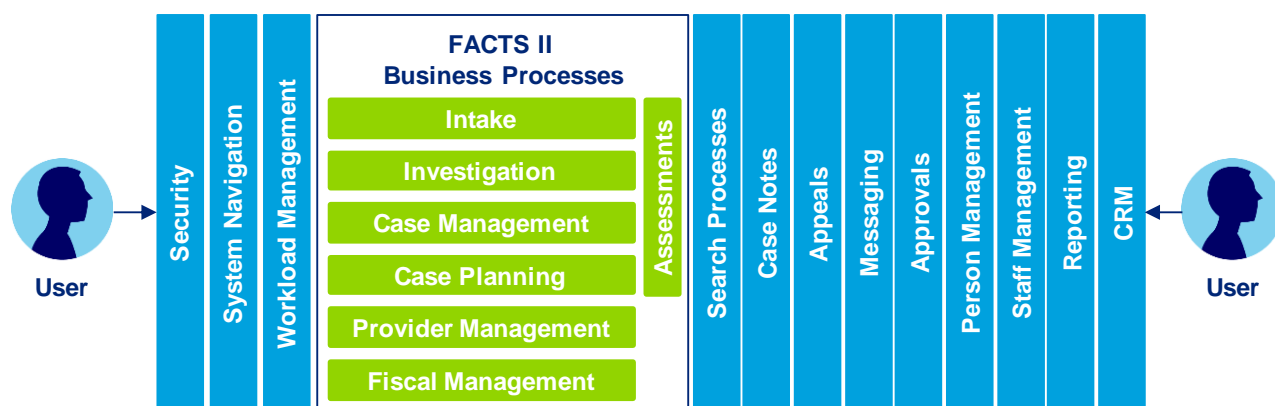 User
Security
System Navigation
Workload Management
FACTS II
Business Processes
Intake
Investigation
Case Management
Case Planning
Provider Management
Fiscal Management
Assessments
Search Processes
Case Notes
Appeals
Messaging
Approvals
Person Management
Staff Management
Reporting
CRM
User